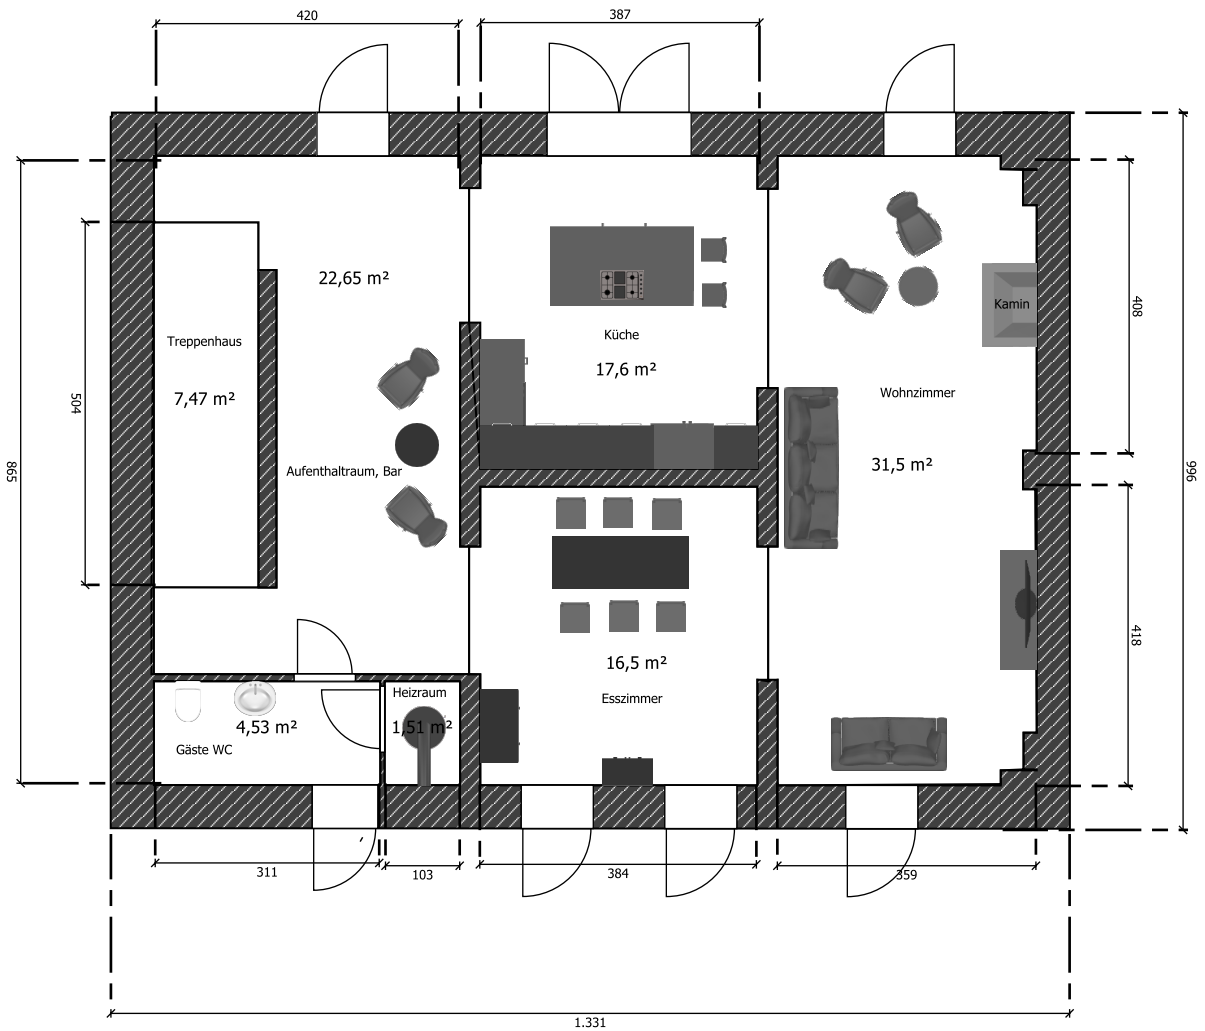 420
387
22,65 m²
Küche
17,6 m²
Treppenhaus
7,47 m²
Aufenthaltraum, Bar
Kamin
Wohnzimmer
31,5 m²
504
865
408
996
418
16,5 m²
Esszimmer
Heizraum
1,51 m²
4,53 m²
Gäste WC
311
103
384
359
1.331